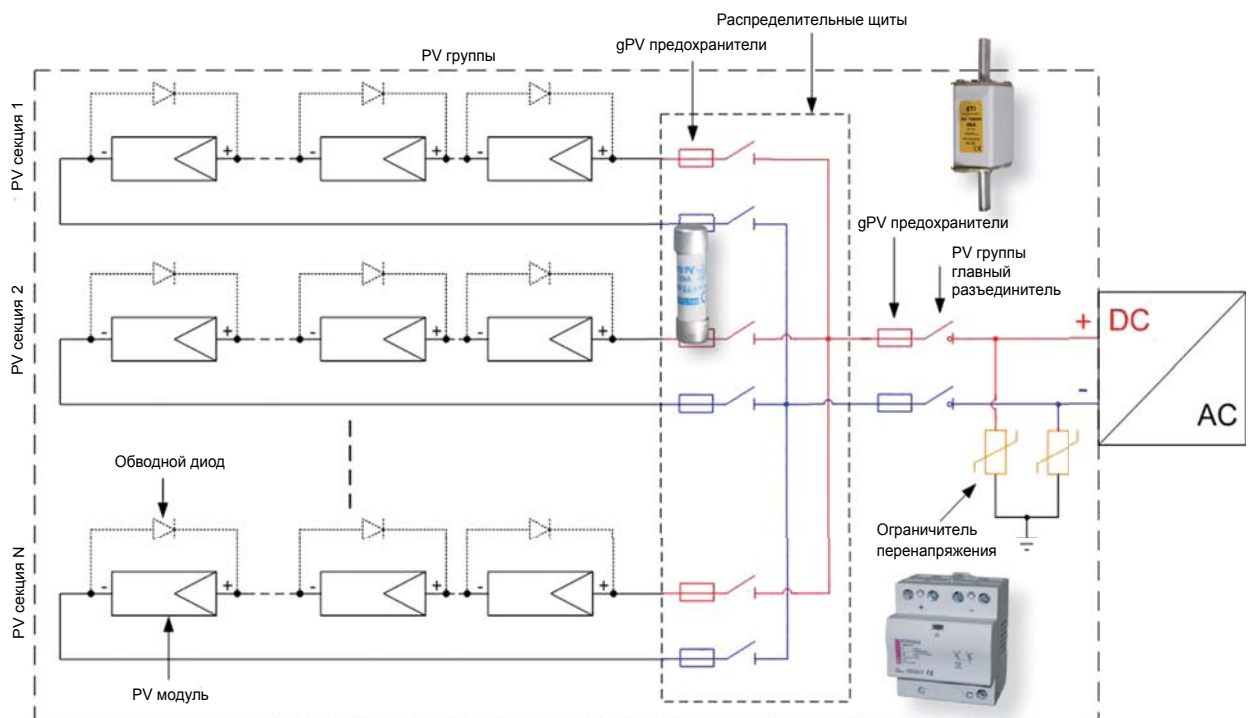 Распределительные щиты
gPV предохранители
PV группы
PV секция 1
ETI
gPV предохранители
PV группы
главный
разъединитель
PV секция 2
+ DC
-
AC
Обводной диод
Ограничитель
перенапряжения
PV секция N
PV модуль
- + - + - +
- + - + - +
- + - + - +